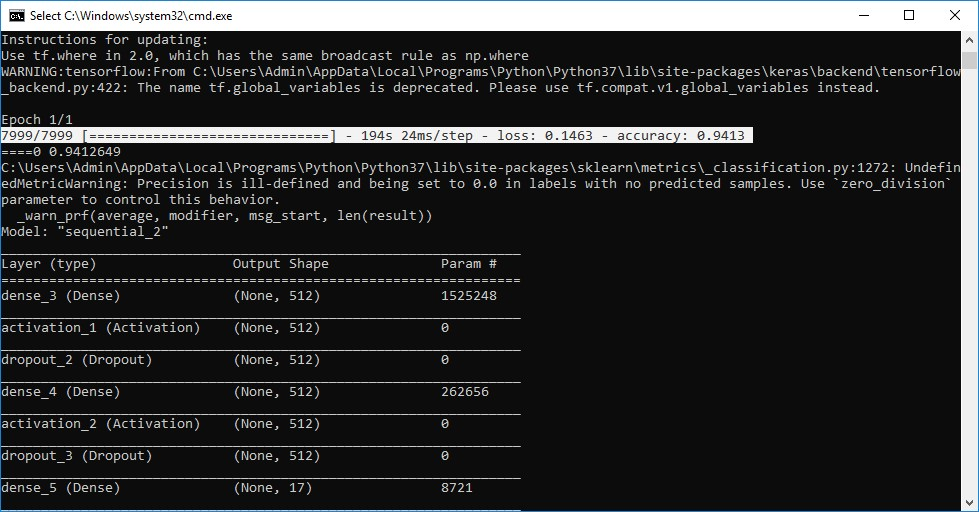 Select C:\Windows\system32\cmd.exe
Instructions for updating:
Use tf.where in 2.0, which has the same broadcast rule as np.where
WARNING:tensorflow:From C:\Users\Admin\AppData\Local\Programs\Python\Python37\lib\site-packages\keras\backend\tensorflow
_backend.py:422: The name tf.global_variables is deprecated. Please use tf.compat.v1.global_variables instead.
Epoch 1/1
7999/7999 [==============================] - 194s 24ms/step - loss: 0.1463 - accuracy: 0.9413
====0 0.9412649
C:\Users\Admin\AppData\Local\Programs\Python\Python37\lib\site-packages\sklearn\metrics\_classification.py:1272: Undefin
edMetricWarning: Precision is ill-defined and being set to 0.0 in labels with no predicted samples. Use `zero_division`
parameter to control this behavior.
  _warn_prf(average, modifier, msg_start, len(result))
Model: "sequential_2"
_________________________________________________________________
Layer (type)                 Output Shape              Param #
=================================================================
dense_3 (Dense)              (None, 512)               1525248
_________________________________________________________________
activation_1 (Activation)    (None, 512)               0
_________________________________________________________________
dropout_2 (Dropout)          (None, 512)               0
_________________________________________________________________
dense_4 (Dense)              (None, 512)               262656
_________________________________________________________________
activation_2 (Activation)    (None, 512)               0
_________________________________________________________________
dropout_3 (Dropout)          (None, 512)               0
_________________________________________________________________
dense_5 (Dense)              (None, 17)                8721
_________________________________________________________________